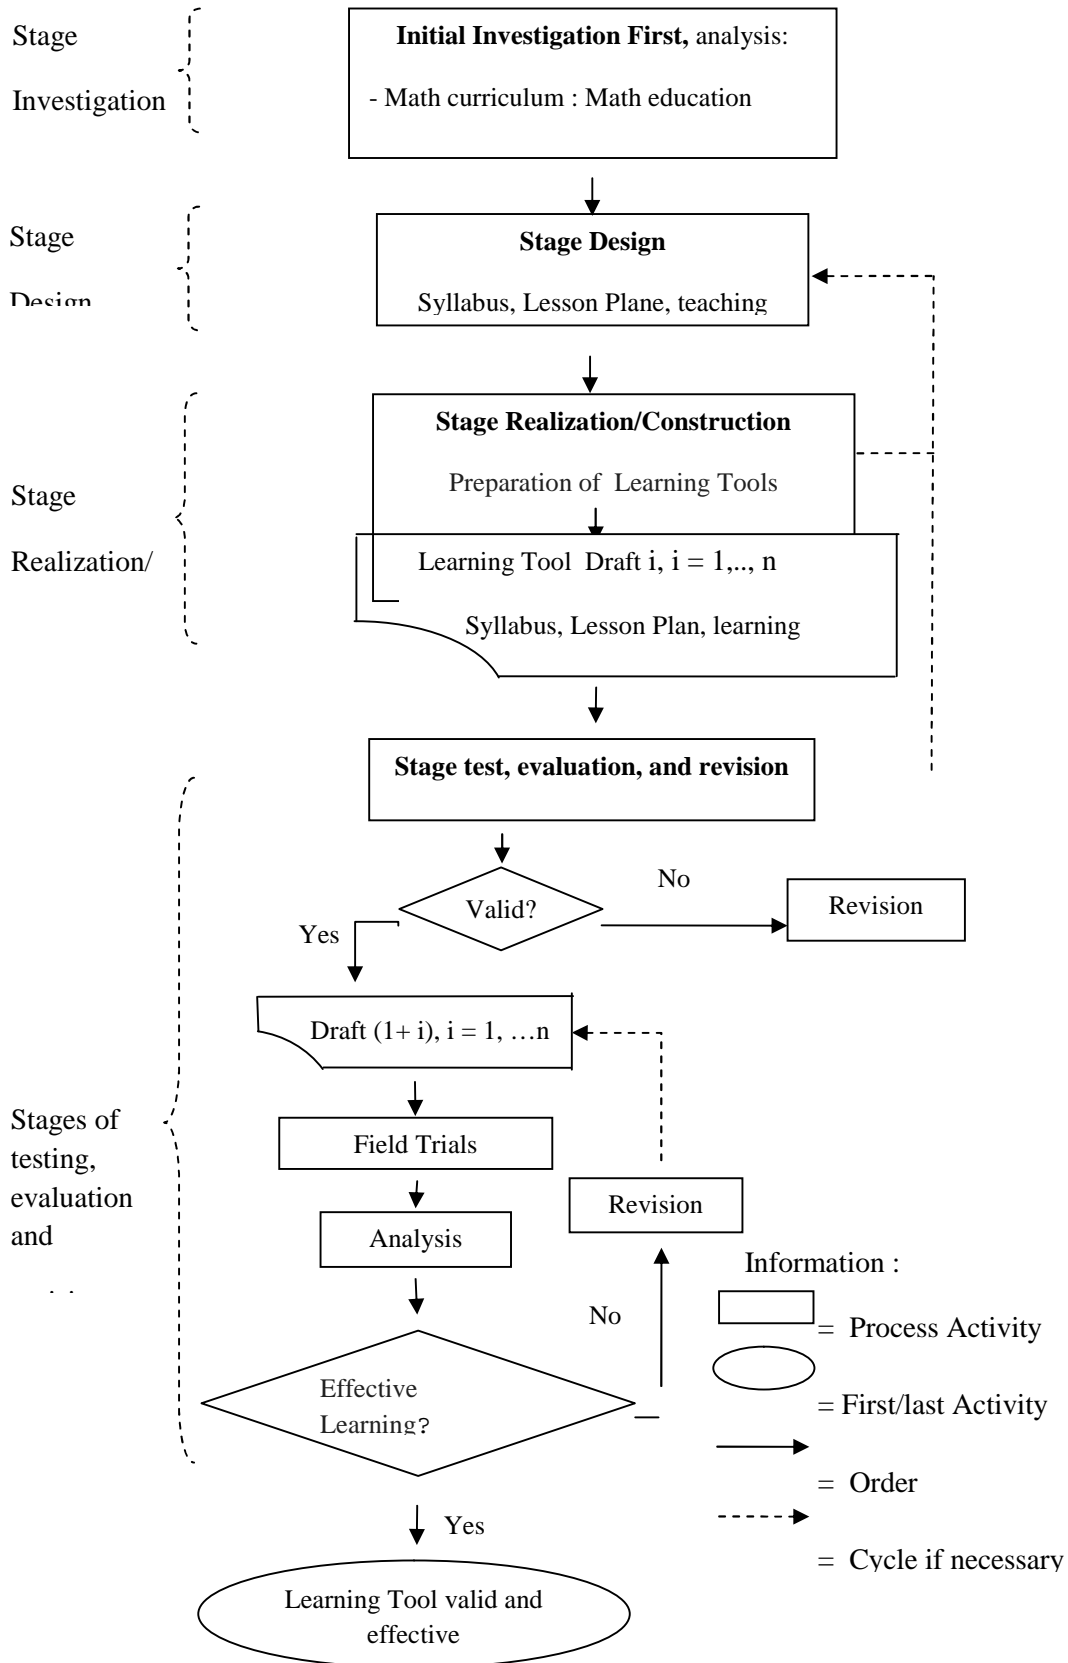 Stage
Investigation
Initial Investigation First, analysis:
- Math curriculum : Math education
Stage
Design
Stage Design
Syllabus, Lesson Plane, teaching
Stage
Realization/
Stage Realization/Construction
Preparation of Learning Tools
Learning Tool Draft i, i = 1,.., n
Syllabus, Lesson Plan, learning
Stage test, evaluation, and revision
Valid?
No
Revision
Yes
Draft (1+ i), i = 1, …n
Field Trials
Analysis
Revision
Stages of
testing,
evaluation
and
Effective
Learning?
No
Yes
Learning Tool valid and
effective
Information :
= Process Activity
= First/last Activity
= Order
= Cycle if necessary